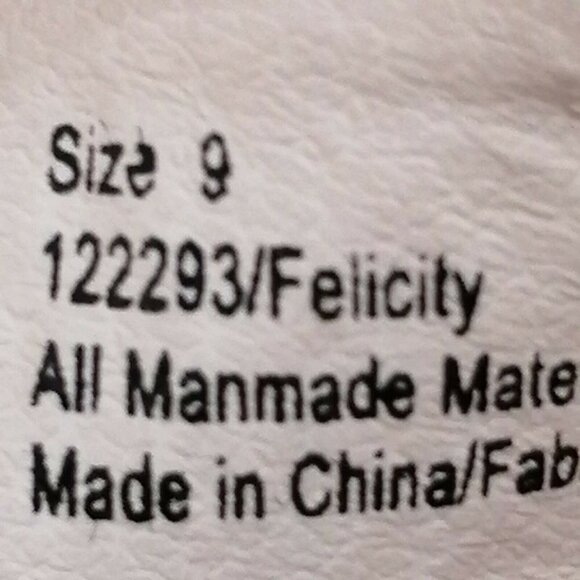 Size 9
122293/Felicity
All Manmade Mate
Made in China/Fab